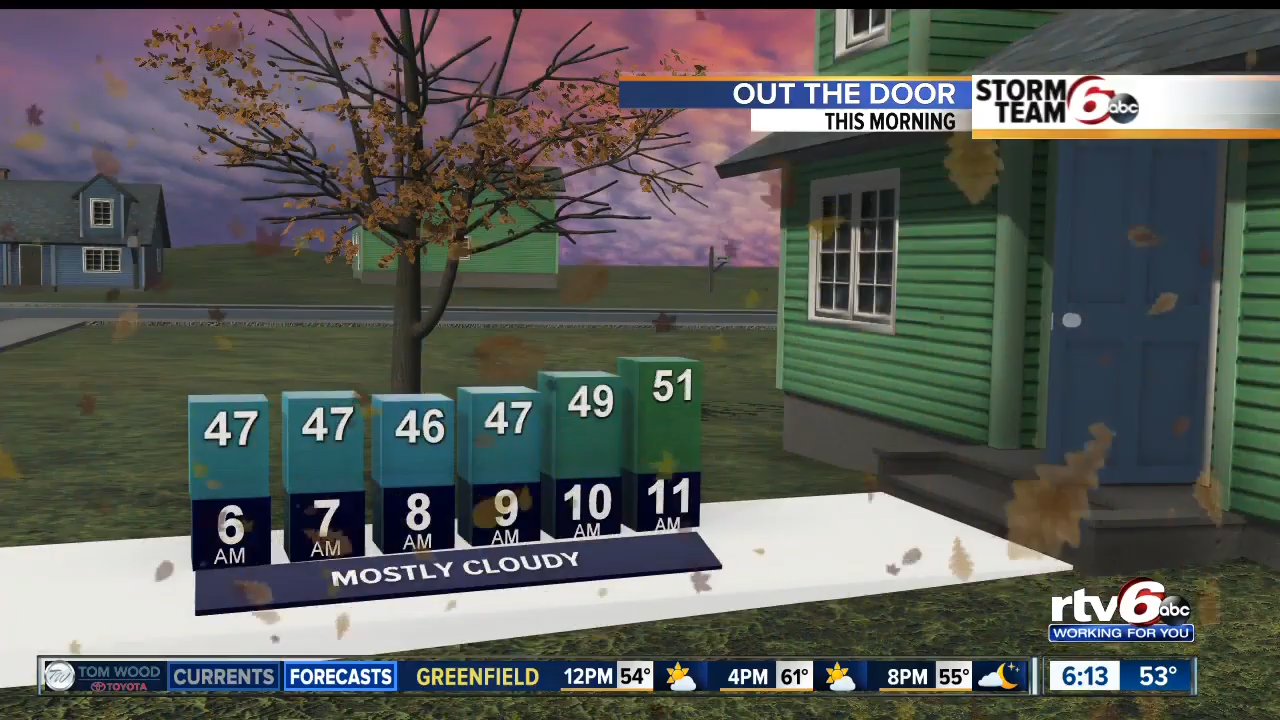 OUT THE DOOR
THIS MORNING
STORM
TEAM 6 abc
47 47 46 47 49 51
6 7 8 9 10 11
AM AM AM AM AM AM
MOSTLY CLOUDY
rtv6 abc
WORKING FOR YOU
TOM WOOD
TOYOTA
CURRENTS FORECASTS GREENFIELD 12PM 54° 4PM 61° 8PM 55° 6:13 53°